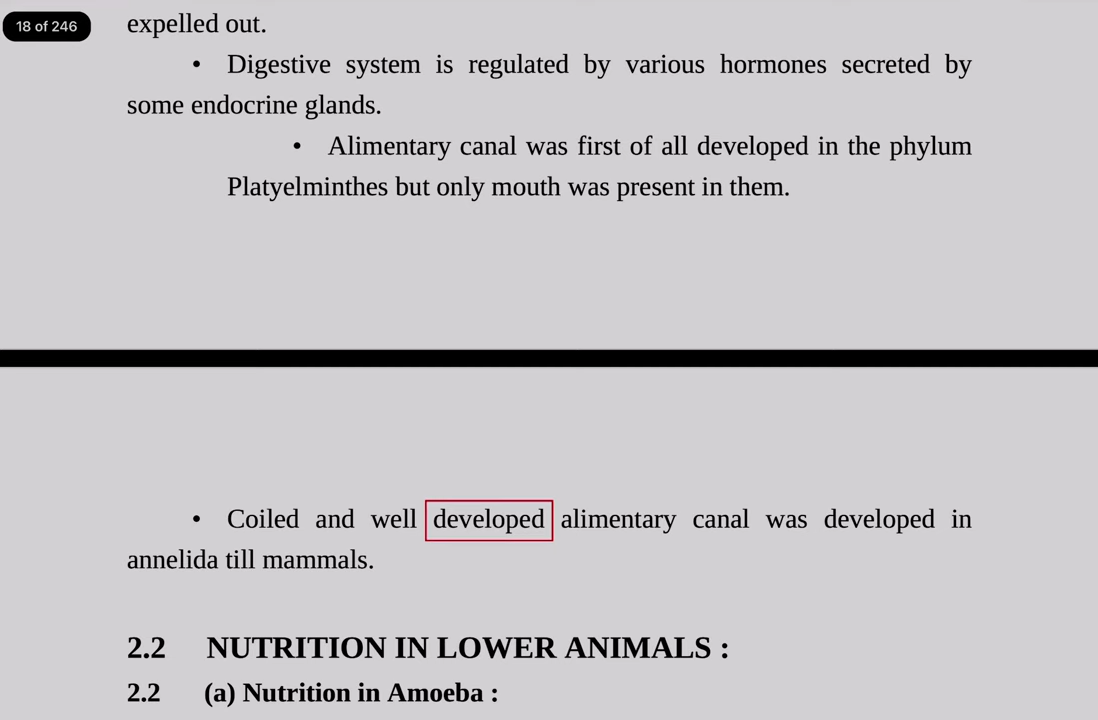 18 of 246
expelled out.
• Digestive system is regulated by various hormones secreted by
some endocrine glands.
• Alimentary canal was first of all developed in the phylum
Platyelminthes but only mouth was present in them.
• Coiled and well developed alimentary canal was developed in
annelida till mammals.
2.2 NUTRITION IN LOWER ANIMALS :
2.2 (a) Nutrition in Amoeba :